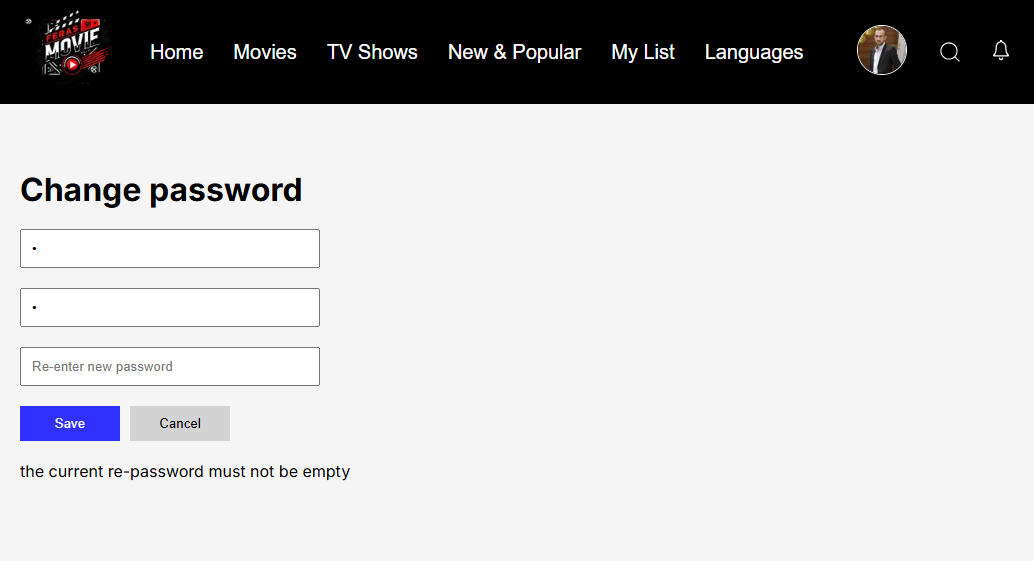 FERAS
MOVIE
Home Movies TV Shows New & Popular My List Languages
Change password
•
•
Re-enter new password
Save Cancel
the current re-password must not be empty